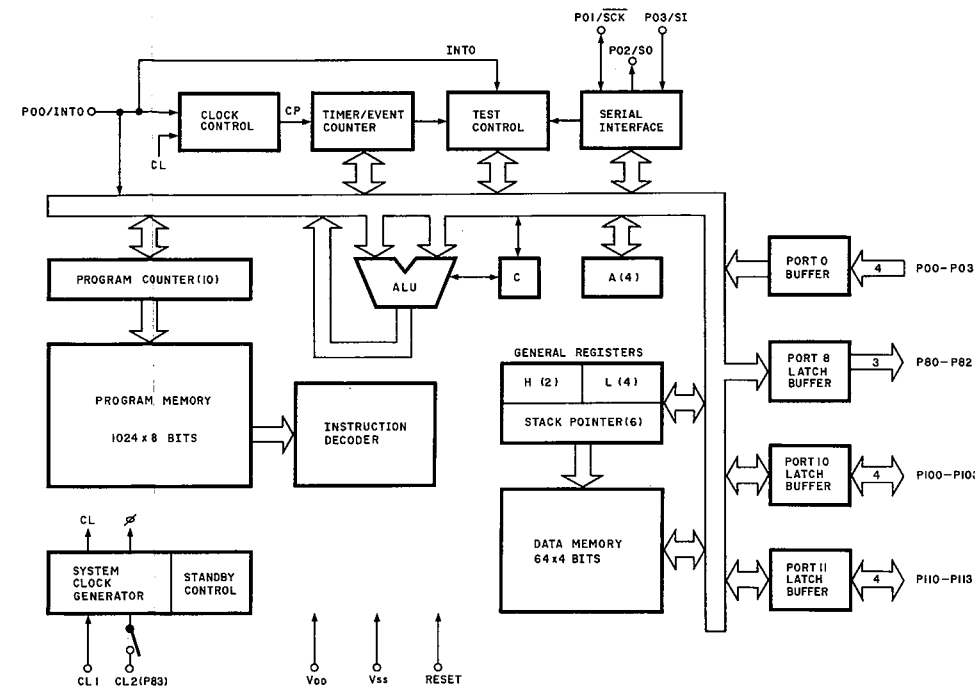 P01/SCK P03/SI
P02/SO
INT0
P00/INT0
CLOCK
CONTROL
CP
TIMER/EVENT
COUNTER
TEST
CONTROL
SERIAL
INTERFACE
CL
PROGRAM COUNTER(10)
ALU
C
A(4)
PORT 0
BUFFER
4
P00-P03
PROGRAM MEMORY
1024 x 8 BITS
INSTRUCTION
DECODER
GENERAL REGISTERS
H (2)
L (4)
STACK POINTER(6)
PORT 8
LATCH
BUFFER
3
P80-P82
DATA MEMORY
64x4 BITS
PORT 10
LATCH
BUFFER
4
P100-P103
PORT 11
LATCH
BUFFER
4
P110-P113
CL
ø
SYSTEM
CLOCK
GENERATOR
STANDBY
CONTROL
CL1
CL2(P83)
VDD
VSS
RESET